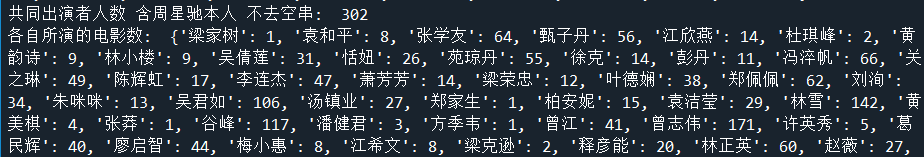 共同出演者人数 含周星驰本人 不去空串:  302
各自所演的电影数:  {'梁家树': 1, '袁和平': 8, '张学友': 64, '甄子丹': 56, '江欣燕': 14, '杜琪峰': 2, '黄
韵诗': 9, '林小楼': 9, '吴倩莲': 31, '恬妞': 26, '苑琼丹': 55, '徐克': 14, '彭丹': 11, '冯淬帆': 66, '关
之琳': 49, '陈辉虹': 17, '李连杰': 47, '萧芳芳': 14, '梁荣忠': 12, '叶德娴': 38, '郑佩佩': 62, '刘洵':
34, '朱咪咪': 13, '吴君如': 106, '汤镇业': 27, '郑家生': 1, '柏安妮': 15, '袁洁莹': 29, '林雪': 142, '黄
美棋': 4, '张莽': 1, '谷峰': 117, '潘健君': 3, '方季韦': 1, '曾江': 41, '曾志伟': 171, '许英秀': 5, '葛
民辉': 40, '廖启智': 44, '梅小惠': 8, '江希文': 8, '梁克逊': 2, '释彦能': 20, '林正英': 60, '赵薇': 27,